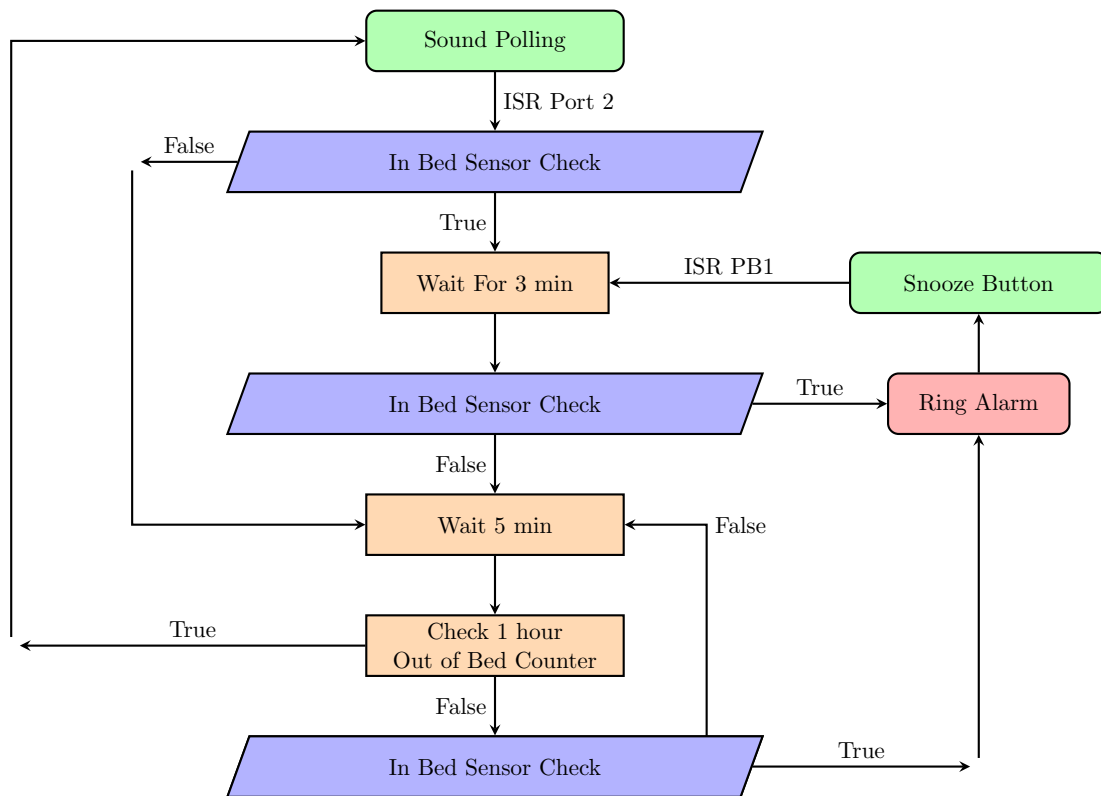 Sound Polling
ISR Port 2
False
In Bed Sensor Check
True
Wait For 3 min
ISR PB1
Snooze Button
In Bed Sensor Check
True
Ring Alarm
False
Wait 5 min
False
True
Check 1 hour
Out of Bed Counter
False
In Bed Sensor Check
True